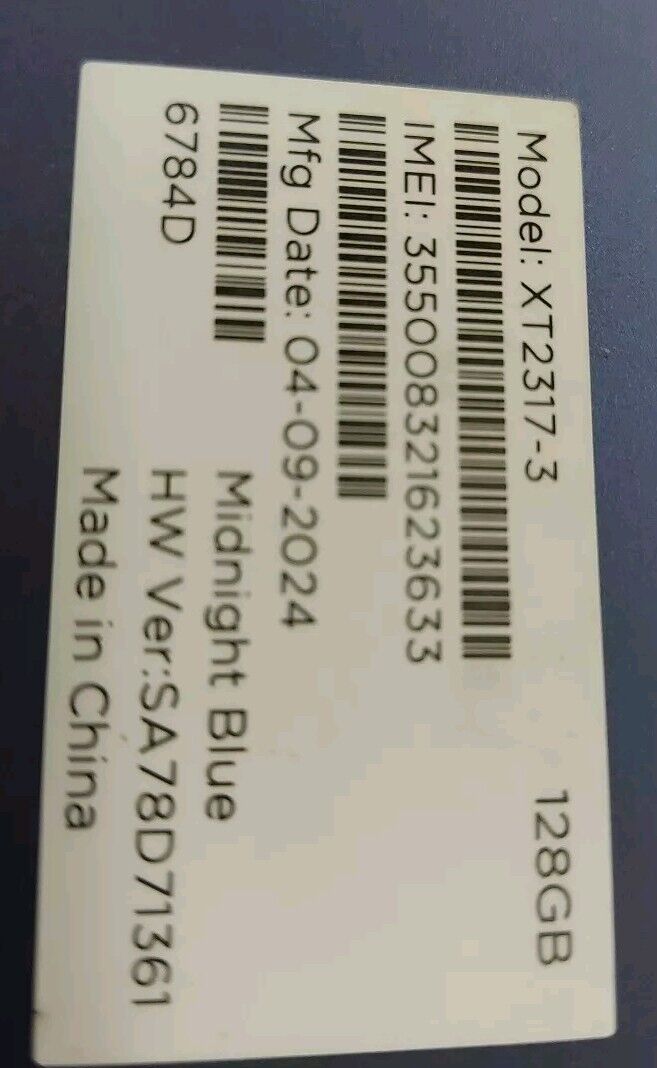 Model: XT2317-3
128GB
IMEI: 355008321623633
Mfg Date: 04-09-2024
Midnight Blue
6784D
HW Ver:SA78D71361
Made in China